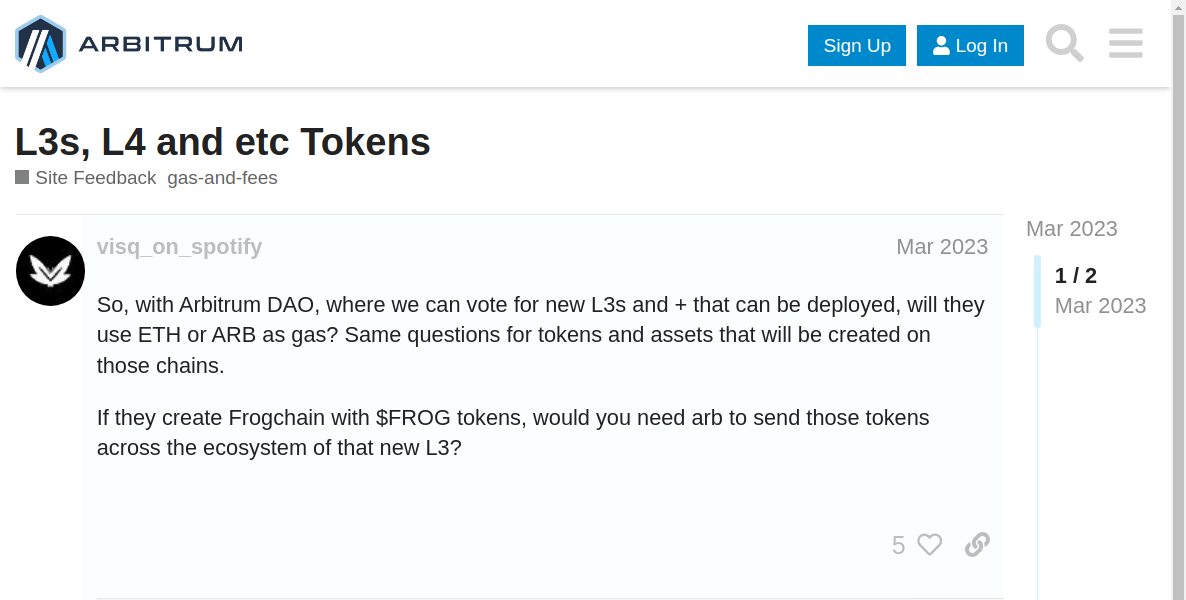 ARBITRUM
Sign Up
Log In
L3s, L4 and etc Tokens
Site Feedback gas-and-fees
visq_on_spotify
Mar 2023
So, with Arbitrum DAO, where we can vote for new L3s and + that can be deployed, will they
use ETH or ARB as gas? Same questions for tokens and assets that will be created on
those chains.
If they create Frogchain with $FROG tokens, would you need arb to send those tokens
across the ecosystem of that new L3?
5
Mar 2023
1 / 2
Mar 2023